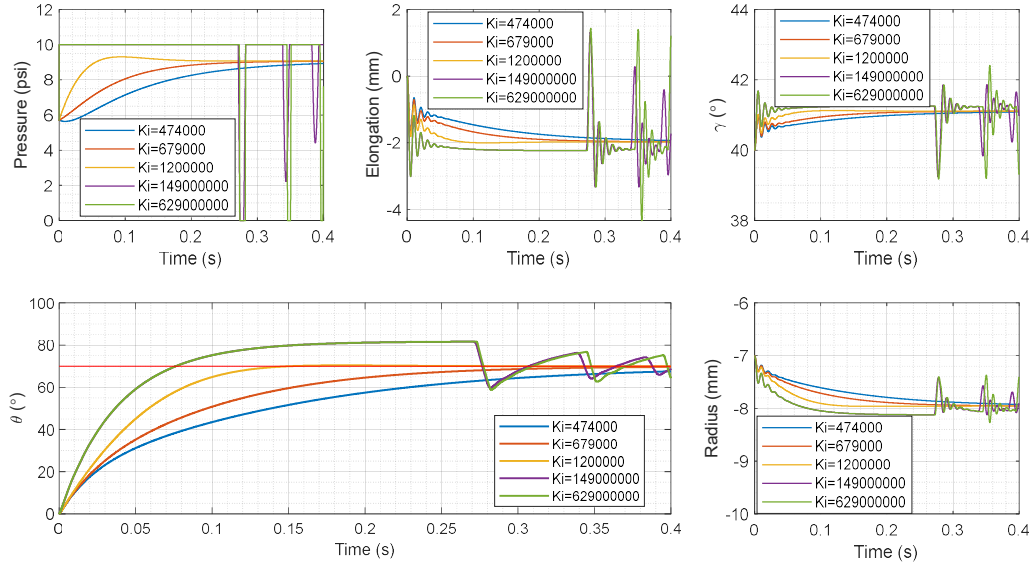 12
10
8
6
4
2
0
Pressure (psi)
0
0.1
0.2
0.3
0.4
Time (s)
Ki=474000
Ki=679000
Ki=1200000
Ki=149000000
Ki=629000000
2
0
-2
-4
Elongation (mm)
0
0.1
0.2
0.3
0.4
Time (s)
Ki=474000
Ki=679000
Ki=1200000
Ki=149000000
Ki=629000000
44
42
40
38
γ (°)
0
0.1
0.2
0.3
0.4
Time (s)
Ki=474000
Ki=679000
Ki=1200000
Ki=149000000
Ki=629000000
100
80
60
40
20
0
θ (°)
0
0.05
0.1
0.15
0.2
0.25
0.3
0.35
0.4
Time (s)
Ki=474000
Ki=679000
Ki=1200000
Ki=149000000
Ki=629000000
-6
-7
-8
-9
-10
Radius (mm)
0
0.1
0.2
0.3
0.4
Time (s)
Ki=474000
Ki=679000
Ki=1200000
Ki=149000000
Ki=629000000